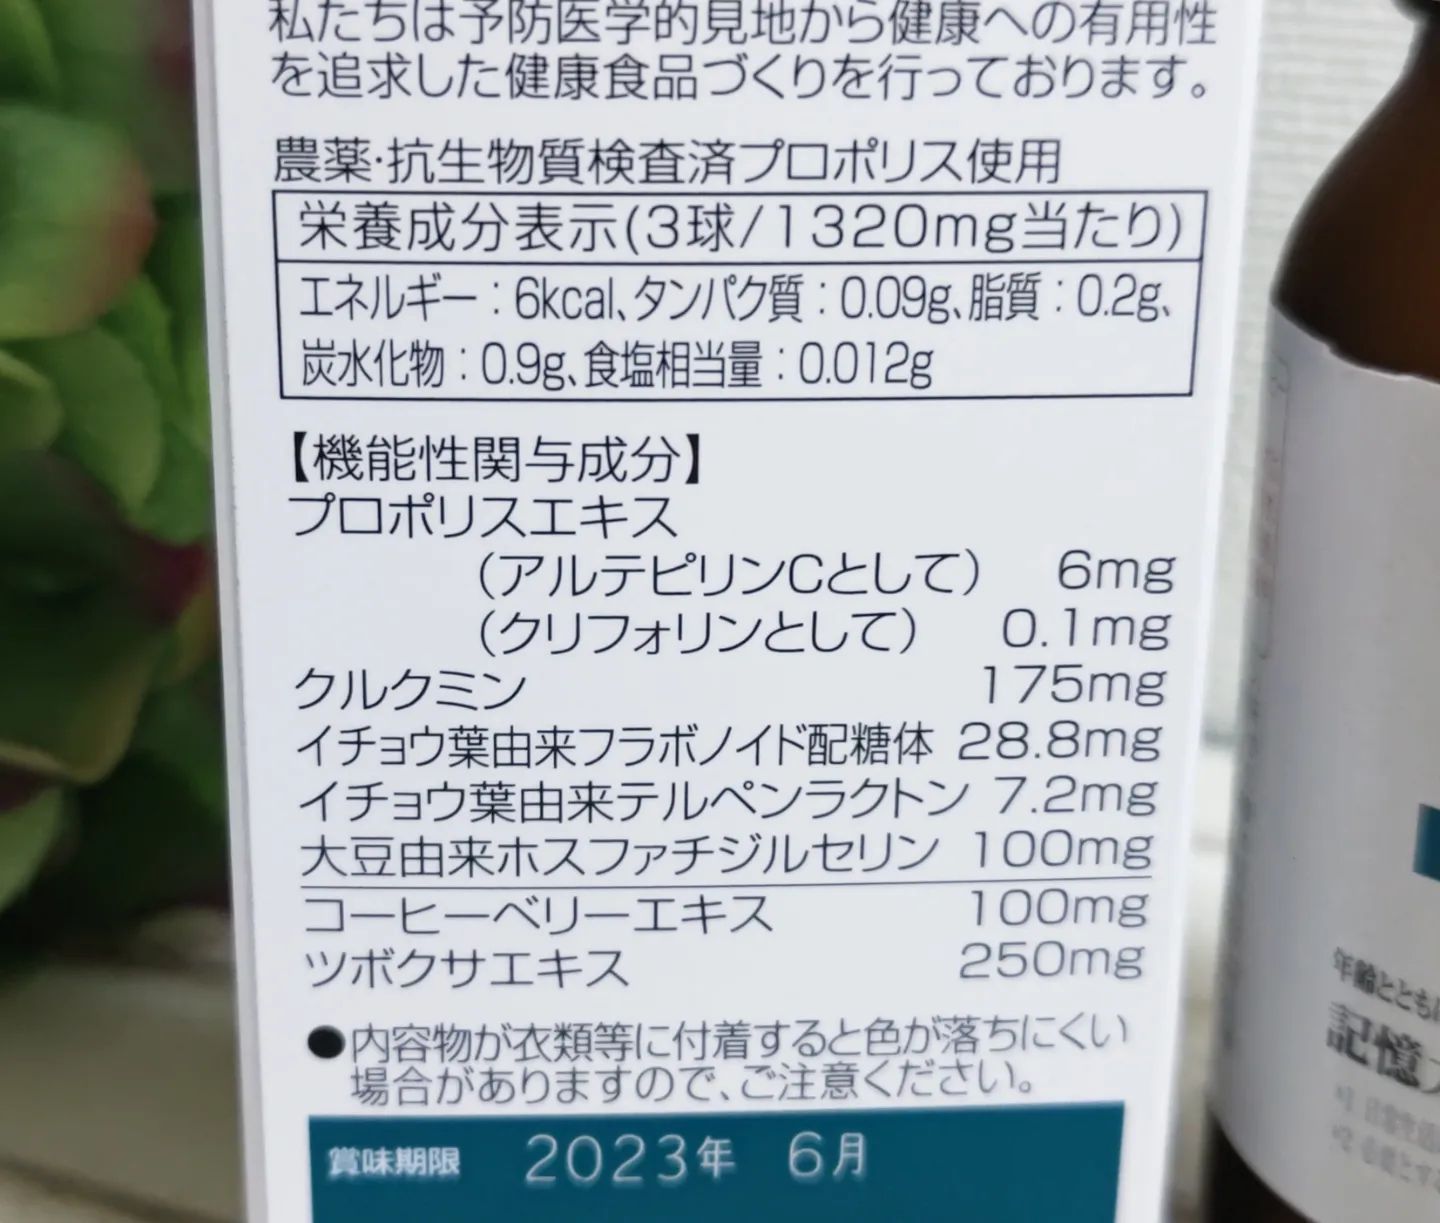 私たちは予防医学的見地から健康への有用性
を追求した健康食品づくりを行っております。
農薬・抗生物質検査済プロポリス使用
栄養成分表示(3球/1320mg当たり)
エネルギー：6kcal、タンパク質：0.09g、脂質：0.2g、
炭水化物：0.9g、食塩相当量：0.012g
【機能性関与成分】
プロポリスエキス
（アルテピリンCとして） 6mg
（クリフォリンとして） 0.1mg
クルクミン 175mg
イチョウ葉由来フラボノイド配糖体 28.8mg
イチョウ葉由来テルペンラクトン 7.2mg
大豆由来ホスファチジルセリン 100mg
コーヒーベリーエキス 100mg
ツボクサエキス 250mg
●内容物が衣類等に付着すると色が落ちにくい
場合がありますので、ご注意ください。
賞味期限 2023年 6月
年齢とともに
記憶
*1 日常生活
*2 必要とする